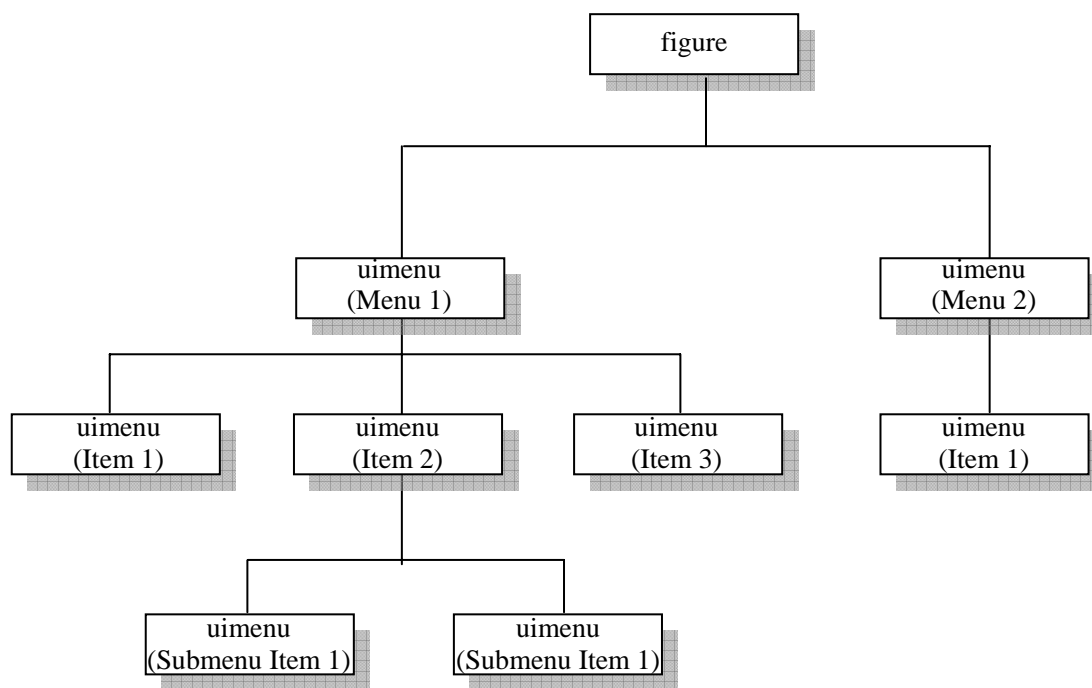 figure
uimenu
(Menu 1)
uimenu
(Menu 2)
uimenu
(Item 1)
uimenu
(Item 2)
uimenu
(Item 3)
uimenu
(Item 1)
uimenu
(Submenu Item 1)
uimenu
(Submenu Item 1)